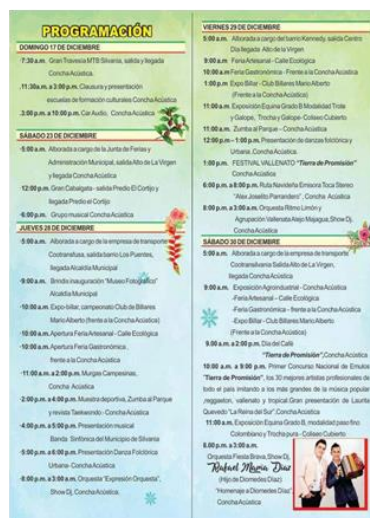 PROGRAMACIÓN
DOMINGO 17 DE DICIEMBRE
·7:30a.m. Gran Travesía MTB Silvania, salida y llegada
Concha Acústica.
·11:30a.m. a 3:00 p.m. Clausura y presentación
escuelas de formación culturales Concha Acústica
·3:00 p.m. a 10:00 p.m. Car Audio, Concha Acústica
SÁBADO 23 DE DICIEMBRE
·5:00 a.m. Alborada a cargo de la Junta de Ferias y
Administración Municipal, salida Alto de La Virgen
y llegada Concha Acústica
·12:00 p.m. Gran Cabalgata- salida Predio El Cortijo y
llegada Predio el Cortijo
·6:00 p.m. Grupo musical Concha Acústica
JUEVES 28 DE DICIEMBRE
·5:00 a.m. Alborada a cargo de la empresa de transporte
Cootransfusa, salida barrio Los Puentes,
llegada Alcaldía Municipal
·9:00 a.m. Brindis inauguración "Museo Fotográfico"
Alcaldía Municipal
·10:00 a.m. Expo-billar, campeonato Club de Billares
Mario Alberto (frente a la Concha Acústica)
·10:00 a.m. Apertura Feria Artesanal - Calle Ecológica
·10:00 a.m. Apertura Feria Gastronómica,
frente a la Concha Acústica
·11:00 a.m. a 2:00 p.m. Murgas Campesinas,
Concha Acústica
·2:00 p.m. a 4:00 p.m. Muestra deportiva, Zumba al Parque
y revista Taekwondo - Concha Acústica
·4:00 p.m. a 5:00 p.m. Presentación musical
Banda Sinfónica del Municipio de Silvania
·5:00 p.m. a 6:00 p.m. Presentación Danza Folclórica
Urbana- Concha Acústica
·8:00 p.m. a 3:00 a.m. Orquesta "Expresión Orquesta",
Show Dj, Concha Acústica.
VIERNES 29 DE DICIEMBRE
5:00 a.m. Alborada a cargo del barrio Kennedy, salida Centro
Día llegada Alto de la Virgen
9:00 a.m Feria Artesanal - Calle Ecológica
10:00 a.m Feria Gastronómica - Frente a la Concha Acústica
1:00 p.m Expo Billar - Club Billares Mario Alberto
(Frente a la Concha Acústica)
11:00 a.m. Exposición Equina Grado B Modalidad Trote
y Galope, Trocha y Galope- Coliseo Cubierto
11:00 a.m. Zumba al Parque – Concha Acústica
12:00 p.m – 1:00 p.m. Presentación de danzas folclórica y
Urbana, Concha Acústica.
1:00 p.m. FESTIVAL VALLENATO "Tierra de Promisión"
Concha Acústica
6:00 p.m. a 8:00 p.m. Ruta Navideña Emisora Toca Stereo
"Alex Joselito Parrandero", Concha Acústica
8:00 p.m. a 3:00 a.m. Orquesta Ritmo Limón y
Agrupación Vallenata Alejo Majagua, Show Dj,
Concha Acústica
SÁBADO 30 DE DICIEMBRE
5:00 a.m. Alborada a cargo de la empresa de transporte
Cootransilvania Salida Alto de La Virgen,
llegada Concha Acústica
9:00 a.m. Exposición Agroindustrial - Concha Acústica
-Feria Artesanal – Calle Ecológica
-Feria Gastronómica – frente a la Concha Acústica
-Expo Billar - Club Billares Mario Alberto
(Frente a la Concha Acústica)
9.00 a.m. a 2:00 p.m. Día del Café
"Tierra de Promisión", Concha Acústica
10:00 a.m. a 9:00 p.m. Primer Concurso Nacional de Emulos
"Tierra de Promisión", los 30 mejores artistas profesionales de
todo el país imitando a los más grandes de la música popular
,reggaeton, vallenato y tropical. Gran presentación de Laurita
Quevedo "La Reina del Sur", Concha Acústica
11:00 a.m. Exposición Equina Grado B, modalidad paso fino
Colombiano y Trocha pura - Coliseo Cubierto
8.00 p.m. a 3:00 a.m.
Orquesta Fiesta Brava, Show Dj,
Rafael María Díaz
(Hijo de Diomedes Díaz)
"Homenaje a Diomedes Díaz",
Concha Acústica